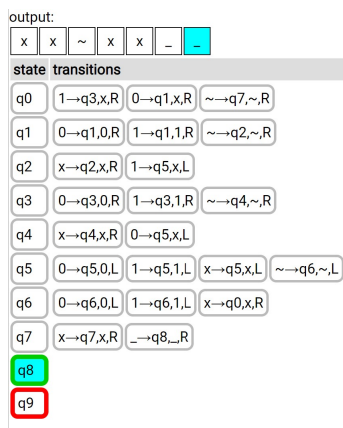 output:
x x ~ x x _ _
state transitions
q0 1→q3,x,R 0→q1,x,R ~→q7,~,R
q1 0→q1,0,R 1→q1,1,R ~→q2,~,R
q2 x→q2,x,R 1→q5,x,L
q3 0→q3,0,R 1→q3,1,R ~→q4,~,R
q4 x→q4,x,R 0→q5,x,L
q5 0→q5,0,L 1→q5,1,L x→q5,x,L ~→q6,~,L
q6 0→q6,0,L 1→q6,1,L x→q0,x,R
q7 x→q7,x,R _→q8,_,R
q8
q9